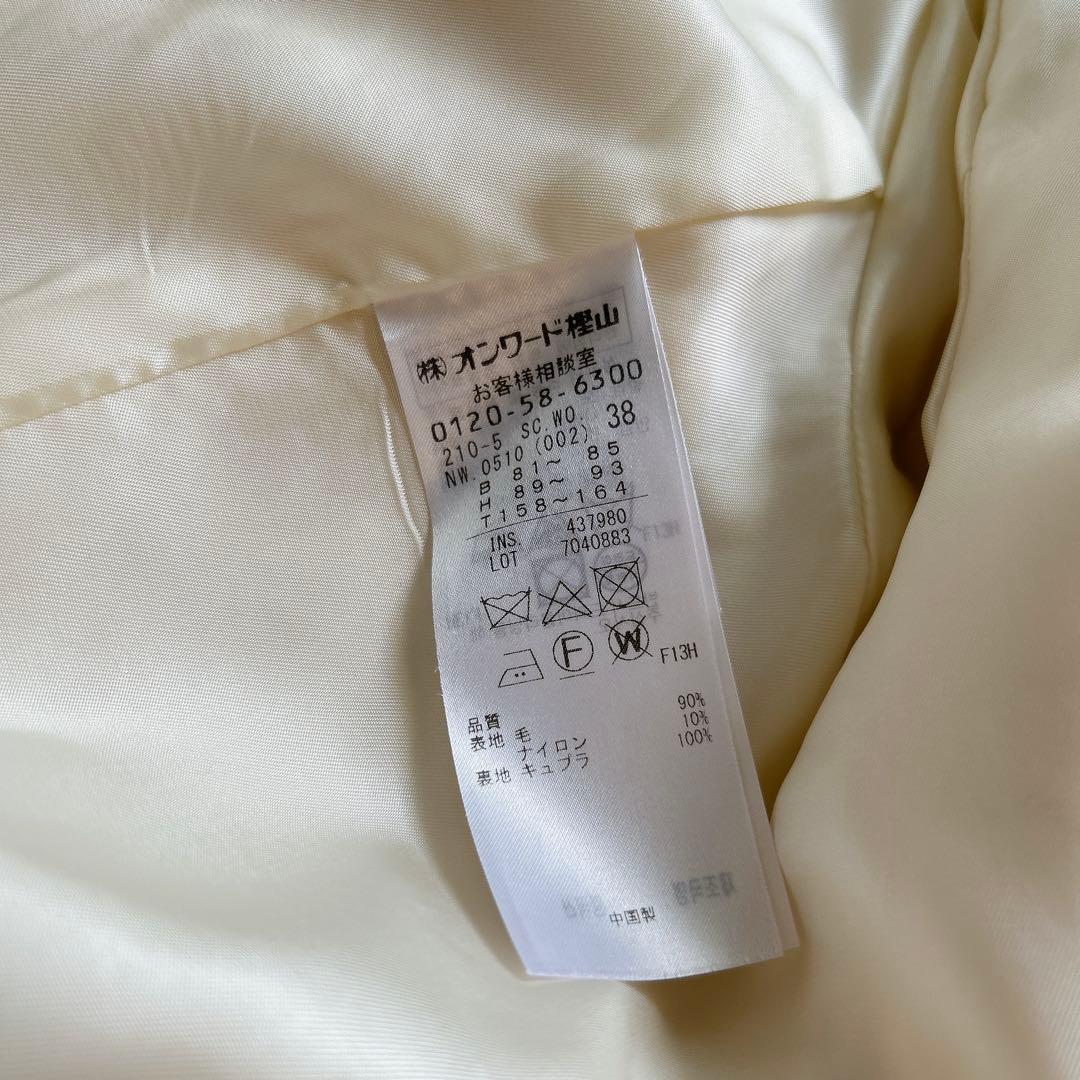 ㈱オンワード樫山
お客様相談室
0120-58-6300
210-5 SC.WO. 38
NW.0510(002)
B 81～ 85
H 89～ 93
T158～164
INS. 437980
LOT 7040883
F W F13H
品質
表地 毛 90%
ナイロン 10%
裏地 キュプラ 100%
中国製